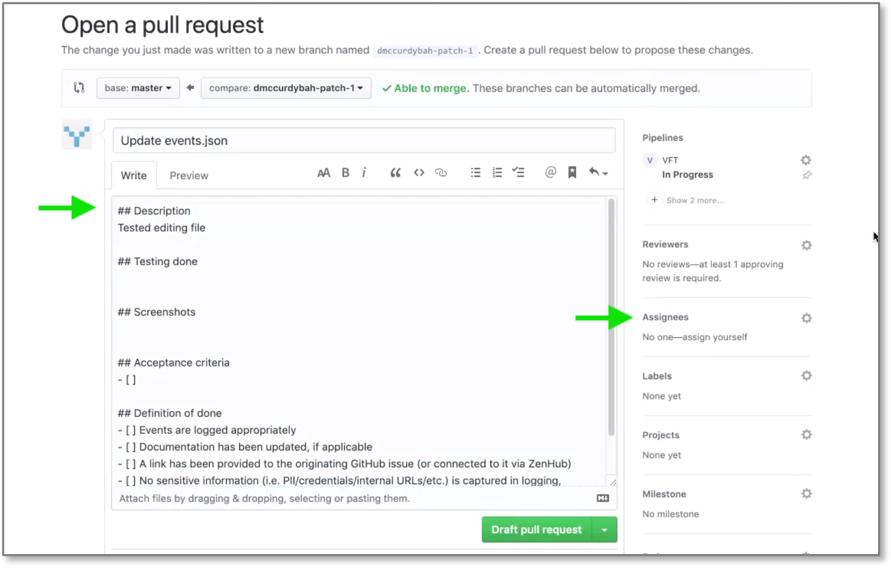 Open a pull request
The change you just made was written to a new branch named dmccurdybah-patch-1 . Create a pull request below to propose these changes.
base: master compare: dmccurdybah-patch-1 Able to merge. These branches can be automatically merged.
Update events.json
Write Preview
AA B i @
## Description
Tested editing file
## Testing done
## Screenshots
## Acceptance criteria
- [ ]
## Definition of done
- [ ] Events are logged appropriately
- [ ] Documentation has been updated, if applicable
- [ ] A link has been provided to the originating GitHub issue (or connected to it via ZenHub)
- [ ] No sensitive information (i.e. PII/credentials/internal URLs/etc.) is captured in logging,
Attach files by dragging & dropping, selecting or pasting them.
Draft pull request
Pipelines
V VFT
In Progress
+ Show 2 more...
Reviewers
No reviews—at least 1 approving
review is required.
Assignees
No one—assign yourself
Labels
None yet
Projects
None yet
Milestone
No milestone